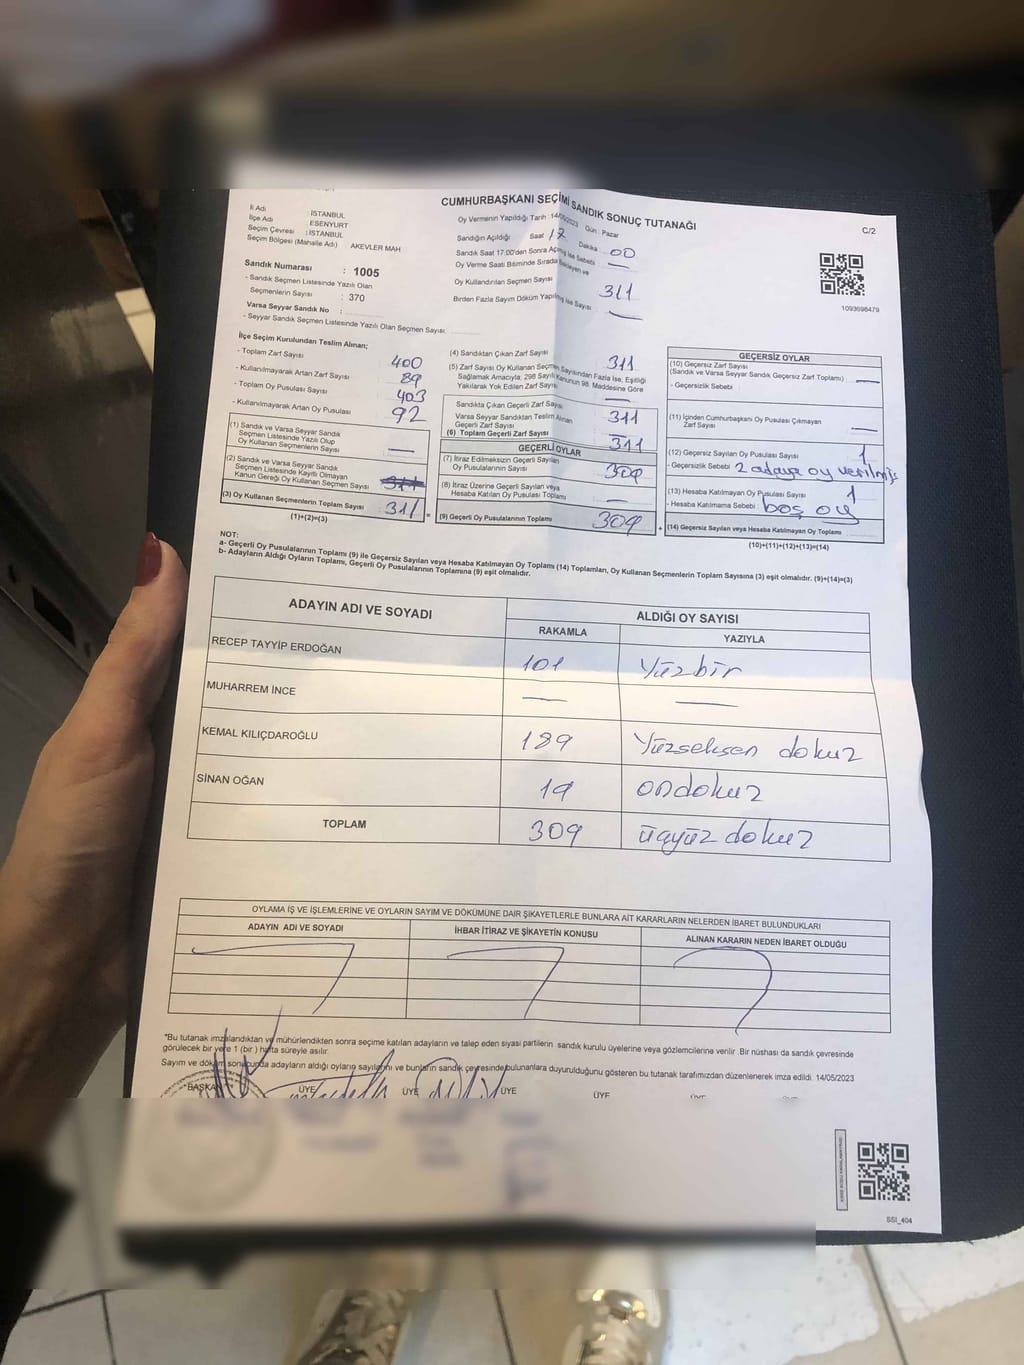 CUMHURBAŞKANI SEÇİMİ SANDIK SONUÇ TUTANAĞI
C/2
İl Adı : İSTANBUL
İlçe Adı : ESENYURT
Seçim Çevresi : İSTANBUL
Seçim Bölgesi (Mahalle Adı) : AKEVLER MAH
Sandık Numarası : 1005
- Sandık Seçmen Listesinde Yazılı Olan
Seçmenlerin Sayısı : 370
Varsa Seyyar Sandık No :
- Seyyar Sandık Seçmen Listesinde Yazılı Olan Seçmen Sayısı:
Oy Vermenin Yapıldığı Tarih : 14/05/2023 Gün : Pazar
Sandığın Açıldığı Saat 17 Dakika 00
Sandık Saat 17:00'den Sonra Açılmış İse Sebebi —
Oy Verme Saati Bitiminde Sırada Bekleyen ve
Oy Kullandırılan Seçmen Sayısı 311
Birden Fazla Sayım Döküm Yapılmış İse Sayısı —
1093698479
İlçe Seçim Kurulundan Teslim Alınan;
- Toplam Zarf Sayısı 400
- Kullanılmayarak Artan Zarf Sayısı 89
- Toplam Oy Pusulası Sayısı 403
- Kullanılmayarak Artan Oy Pusulası 92
(1) Sandık ve Varsa Seyyar Sandık
Seçmen Listesinde Yazılı Olup
Oy Kullanan Seçmenlerin Sayısı —
(2) Sandık ve Varsa Seyyar Sandık
Seçmen Listesinde Kayıtlı Olmayan
Kanun Gereği Oy Kullanan Seçmen Sayısı 311
(3) Oy Kullanan Seçmenlerin Toplam Sayısı : 311
(1)+(2)=(3)
(4) Sandıktan Çıkan Zarf Sayısı 311
(5) Zarf Sayısı Oy Kullanan Seçmen Sayısından Fazla İse, Eşitliği
Sağlamak Amacıyla; 298 Sayılı Kanunun 98. Maddesine Göre
Yakılarak Yok Edilen Zarf Sayısı —
Sandıkta Çıkan Geçerli Zarf Sayısı 311
Varsa Seyyar Sandıktan Teslim Alınan
Geçerli Zarf Sayısı —
(6) Toplam Geçerli Zarf Sayısı 311
GEÇERLİ OYLAR
(7) İtiraz Edilmeksizin Geçerli Sayılan
Oy Pusulalarının Sayısı 309
(8) İtiraz Üzerine Geçerli Sayılan veya
Hesaba Katılan Oy Pusulası Toplamı —
(9) Geçerli Oy Pusulalarının Toplamı 309
GEÇERSİZ OYLAR
(10) Geçersiz Zarf Sayısı
(Sandık ve Varsa Seyyar Sandık Geçersiz Zarf Toplamı) —
- Geçersizlik Sebebi :
(11) İçinden Cumhurbaşkanı Oy Pusulası Çıkmayan
Zarf Sayısı —
(12) Geçersiz Sayılan Oy Pusulası Sayısı 1
- Geçersizlik Sebebi 2 adaya oy verilmiş
(13) Hesaba Katılmayan Oy Pusulası Sayısı 1
- Hesaba Katılmama Sebebi boş oy
(14) Geçersiz Sayılan veya Hesaba Katılmayan Oy Toplamı
(10)+(11)+(12)+(13)=(14)
NOT:
a- Geçerli Oy Pusulalarının Toplamı (9) ile Geçersiz Sayılan veya Hesaba Katılmayan Oy Toplamı (14) Toplamları, Oy Kullanan Seçmenlerin Toplam Sayısına (3) eşit olmalıdır. (9)+(14)=(3)
b- Adayların Aldığı Oyların Toplamı, Geçerli Oy Pusulalarının Toplamına (9) eşit olmalıdır.
ADAYIN ADI VE SOYADI
ALDIĞI OY SAYISI
RAKAMLA YAZIYLA
RECEP TAYYİP ERDOĞAN 101 Yüzbir
MUHARREM İNCE — —
KEMAL KILIÇDAROĞLU 189 Yüzseksen dokuz
SİNAN OĞAN 19 ondokuz
TOPLAM 309 üçyüz dokuz
OYLAMA İŞ VE İŞLEMLERİNE VE OYLARIN SAYIM VE DÖKÜMÜNE DAİR ŞİKAYETLERLE BUNLARA AİT KARARLARIN NELERDEN İBARET BULUNDUKLARI
ADAYIN ADI VE SOYADI İHBAR İTİRAZ VE ŞİKAYETİN KONUSU ALINAN KARARIN NEDEN İBARET OLDUĞU
*Bu tutanak imzalandıktan ve mühürlendikten sonra seçime katılan adayların ve talep eden siyasi partilerin sandık kurulu üyelerine veya gözlemcilerine verilir .Bir nüshası da sandık çevresinde
görülecek bir yere 1 (bir ) hafta süreyle asılır.
Sayım ve döküm sonucunda adayların aldığı oyların sayılarını ve bunların sandık çevresinde bulunanlara duyurulduğunu gösteren bu tutanak tarafımızdan düzenlenerek imza edildi. 14/05/2023
*BAŞKAN ÜYE ÜYE ÜYE ÜYE
SSI_404